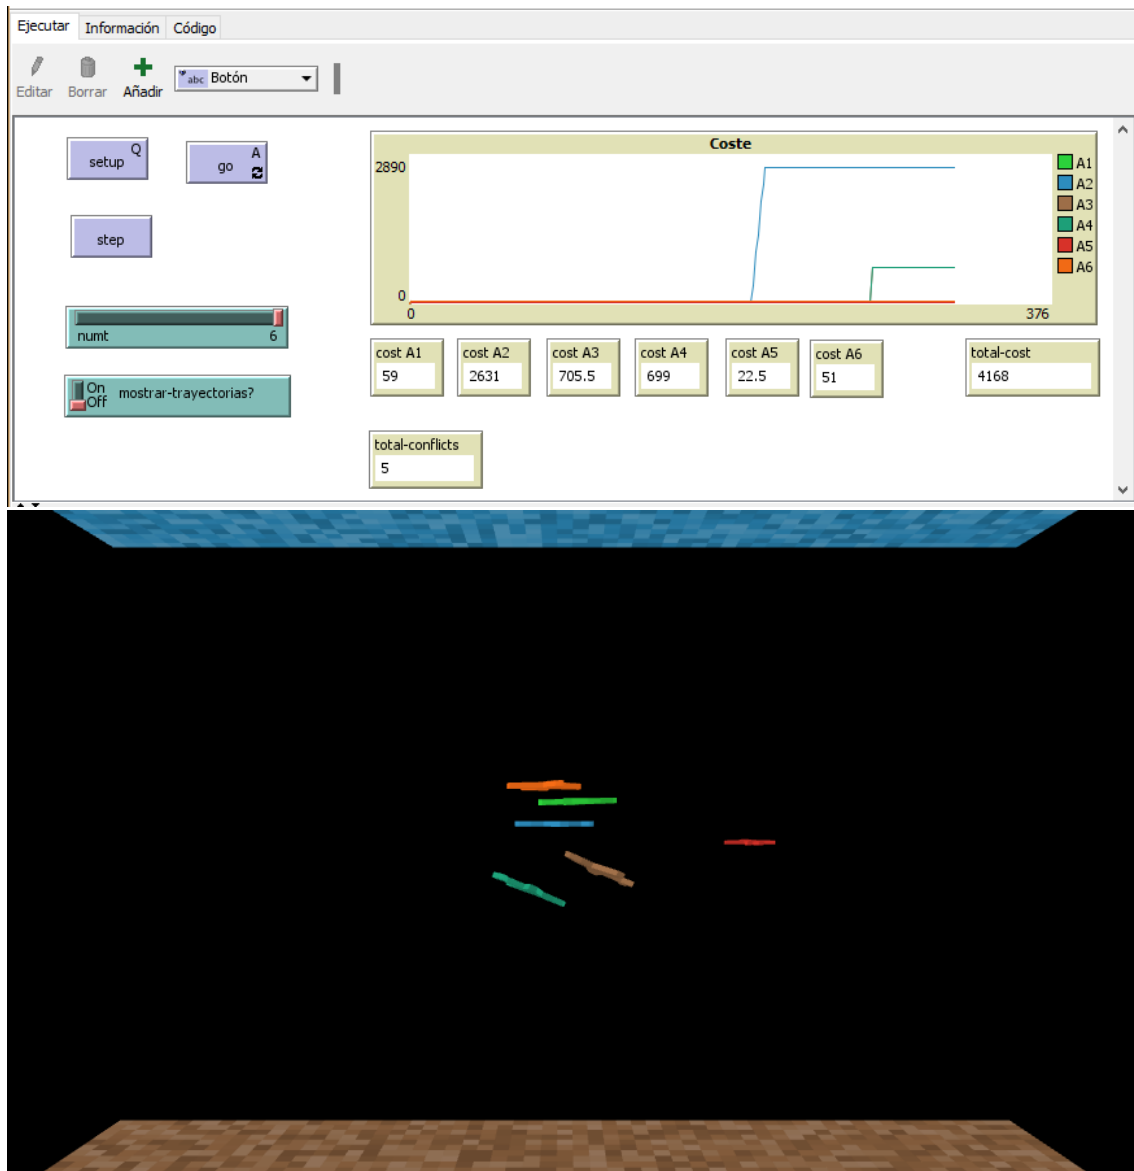 Ejecutar Información Código
Editar Borrar Añadir abc Botón
setup Q
go A
step
numt 6
On
Off
mostrar-trayectorias?
Coste
2890
0
0 376
A1
A2
A3
A4
A5
A6
cost A1
59
cost A2
2631
cost A3
705.5
cost A4
699
cost A5
22.5
cost A6
51
total-cost
4168
total-conflicts
5